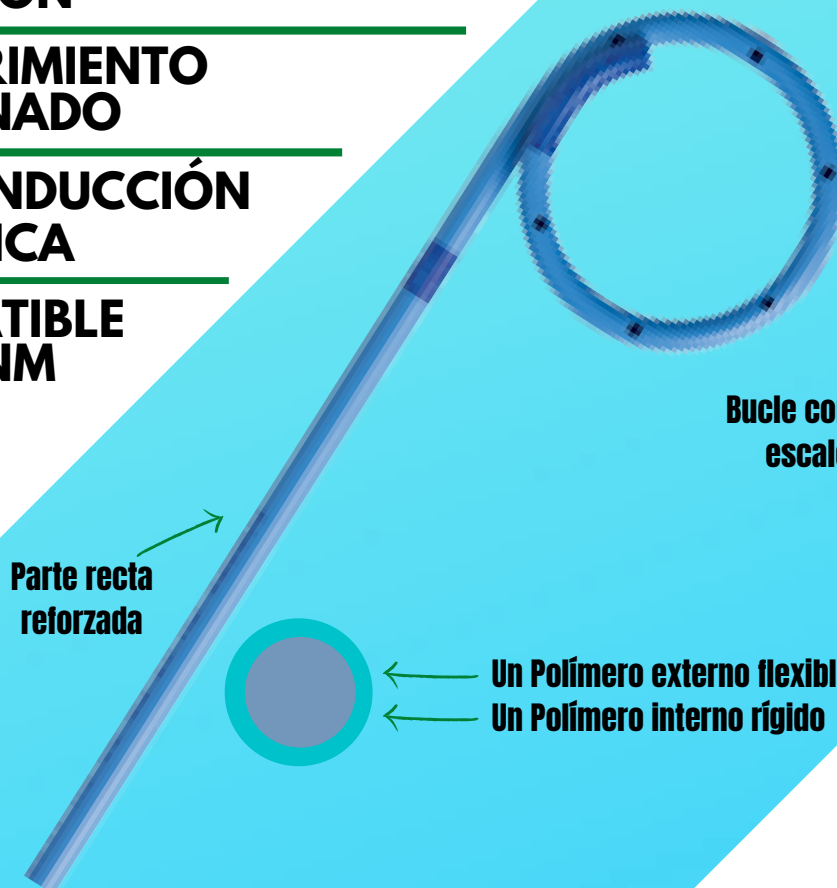 RIMIENTO
NADO
NDUCCIÓN
ICA
TIBLE
NM
Bucle co
escal
Parte recta
reforzada
Un Polímero externo flexibl
Un Polímero interno rígido